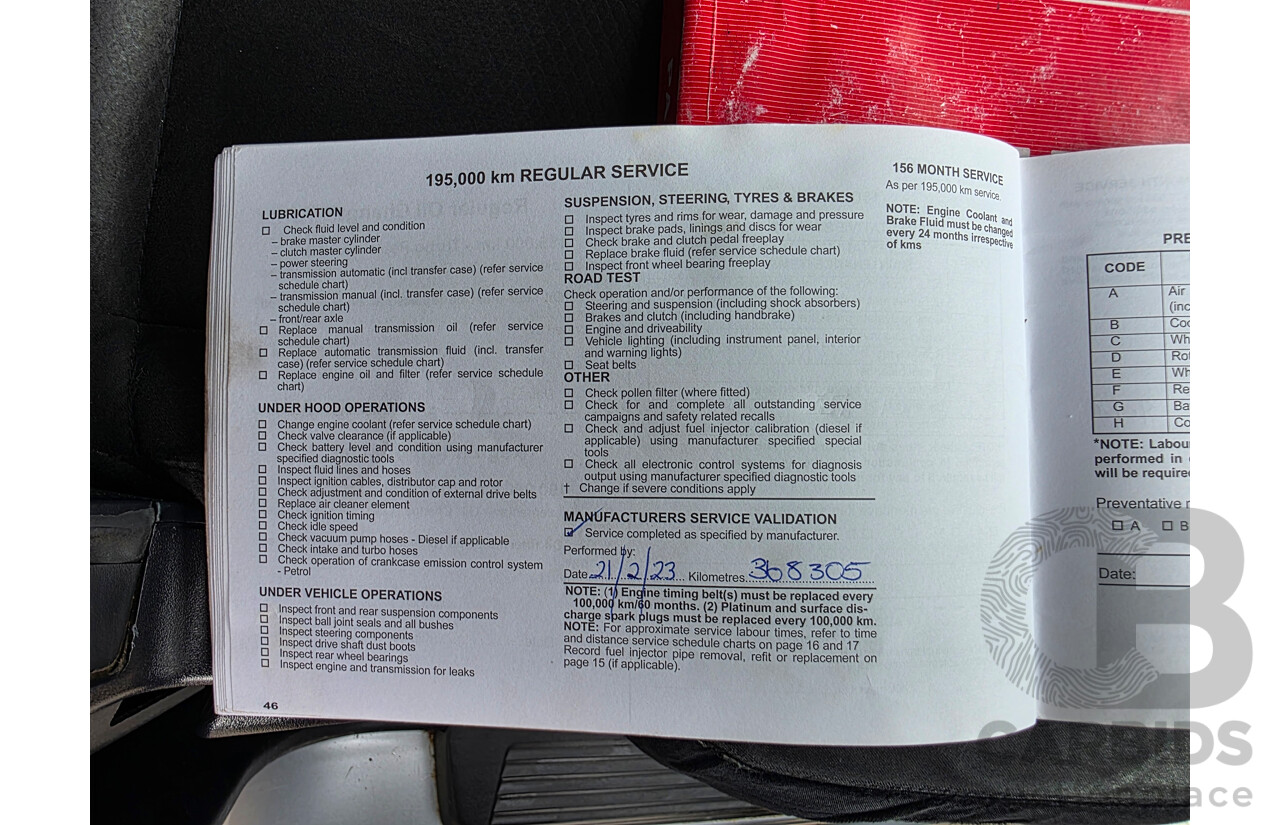 195,000 km REGULAR SERVICE
LUBRICATION
☐ Check fluid level and condition
– brake master cylinder
– clutch master cylinder
– power steering
– transmission automatic (incl transfer case) (refer service
schedule chart)
– transmission manual (incl. transfer case) (refer service
schedule chart)
– front/rear axle
☐ Replace manual transmission oil (refer service
schedule chart)
☐ Replace automatic transmission fluid (incl. transfer
case) (refer service schedule chart)
☐ Replace engine oil and filter (refer service schedule
chart)
UNDER HOOD OPERATIONS
☐ Change engine coolant (refer service schedule chart)
☐ Check valve clearance (if applicable)
☐ Check battery level and condition using manufacturer
specified diagnostic tools
☐ Inspect fluid lines and hoses
☐ Inspect ignition cables, distributor cap and rotor
☐ Check adjustment and condition of external drive belts
☐ Replace air cleaner element
☐ Check ignition timing
☐ Check idle speed
☐ Check vacuum pump hoses - Diesel if applicable
☐ Check intake and turbo hoses
☐ Check operation of crankcase emission control system
- Petrol
UNDER VEHICLE OPERATIONS
☐ Inspect front and rear suspension components
☐ Inspect ball joint seals and all bushes
☐ Inspect steering components
☐ Inspect drive shaft dust boots
☐ Inspect rear wheel bearings
☐ Inspect engine and transmission for leaks
46
SUSPENSION, STEERING, TYRES & BRAKES
☐ Inspect tyres and rims for wear, damage and pressure
☐ Inspect brake pads, linings and discs for wear
☐ Check brake and clutch pedal freeplay
☐ Replace brake fluid (refer service schedule chart)
☐ Inspect front wheel bearing freeplay
ROAD TEST
Check operation and/or performance of the following:
☐ Steering and suspension (including shock absorbers)
☐ Brakes and clutch (including handbrake)
☐ Engine and driveability
☐ Vehicle lighting (including instrument panel, interior
and warning lights)
☐ Seat belts
OTHER
☐ Check pollen filter (where fitted)
☐ Check for and complete all outstanding service
campaigns and safety related recalls
☐ Check and adjust fuel injector calibration (diesel if
applicable) using manufacturer specified special
tools
☐ Check all electronic control systems for diagnosis
output using manufacturer specified diagnostic tools
† Change if severe conditions apply
MANUFACTURERS SERVICE VALIDATION
☑ Service completed as specified by manufacturer.
Performed by:
Date 21/2/23 Kilometres 368305
NOTE: (1) Engine timing belt(s) must be replaced every
100,000 km/60 months. (2) Platinum and surface dis-
charge spark plugs must be replaced every 100,000 km.
NOTE: For approximate service labour times, refer to time
and distance service schedule charts on page 16 and 17
Record fuel injector pipe removal, refit or replacement on
page 15 (if applicable).
156 MONTH SERVICE
As per 195,000 km service.
NOTE: Engine Coolant and
Brake Fluid must be changed
every 24 months irrespective
of kms
PRE
CODE
A Air
(inc
B Coo
C Wh
D Rot
E Wh
F Re
G Ba
H Co
*NOTE: Labou
performed in
will be require
Preventative
☐ A ☐ B
Date:
CB
CARBIDS